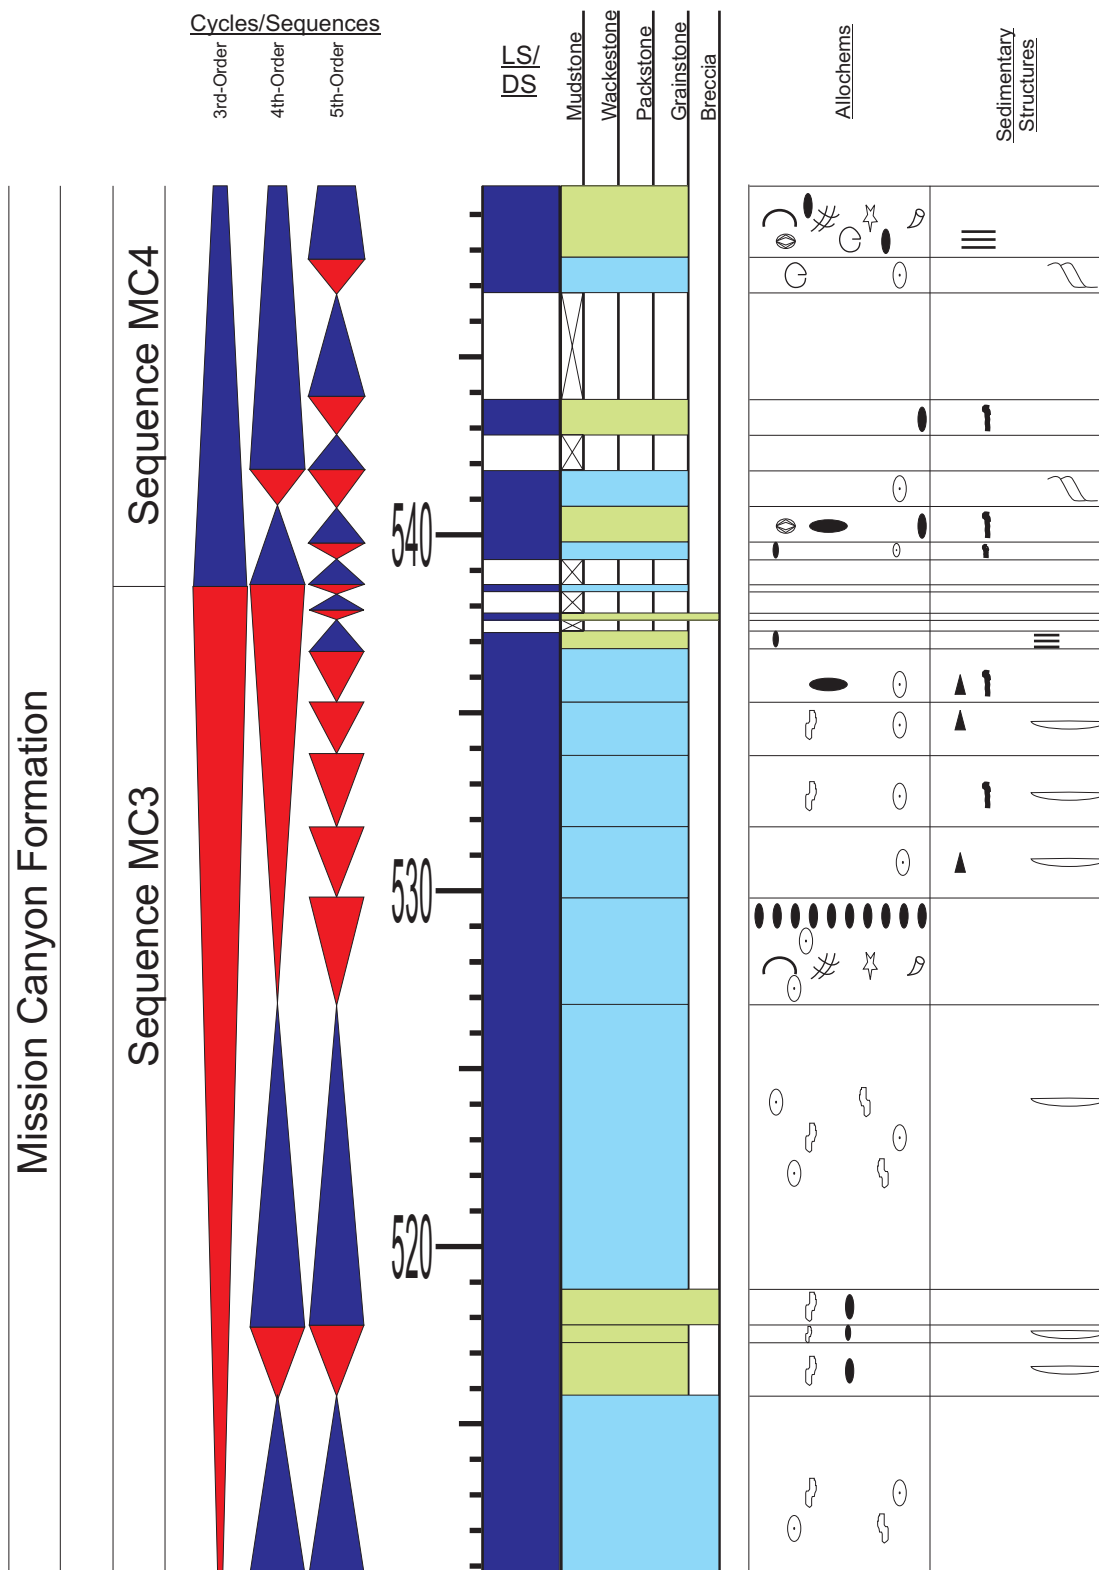 Cycles/Sequences
3rd-Order
4th-Order
5th-Order
LS/
DS
Mudstone
Wackestone
Packstone
Grainstone
Breccia
Allochems
Sedimentary
Structures
Mission Canyon Formation
Sequence MC4
Sequence MC3
540
530
520